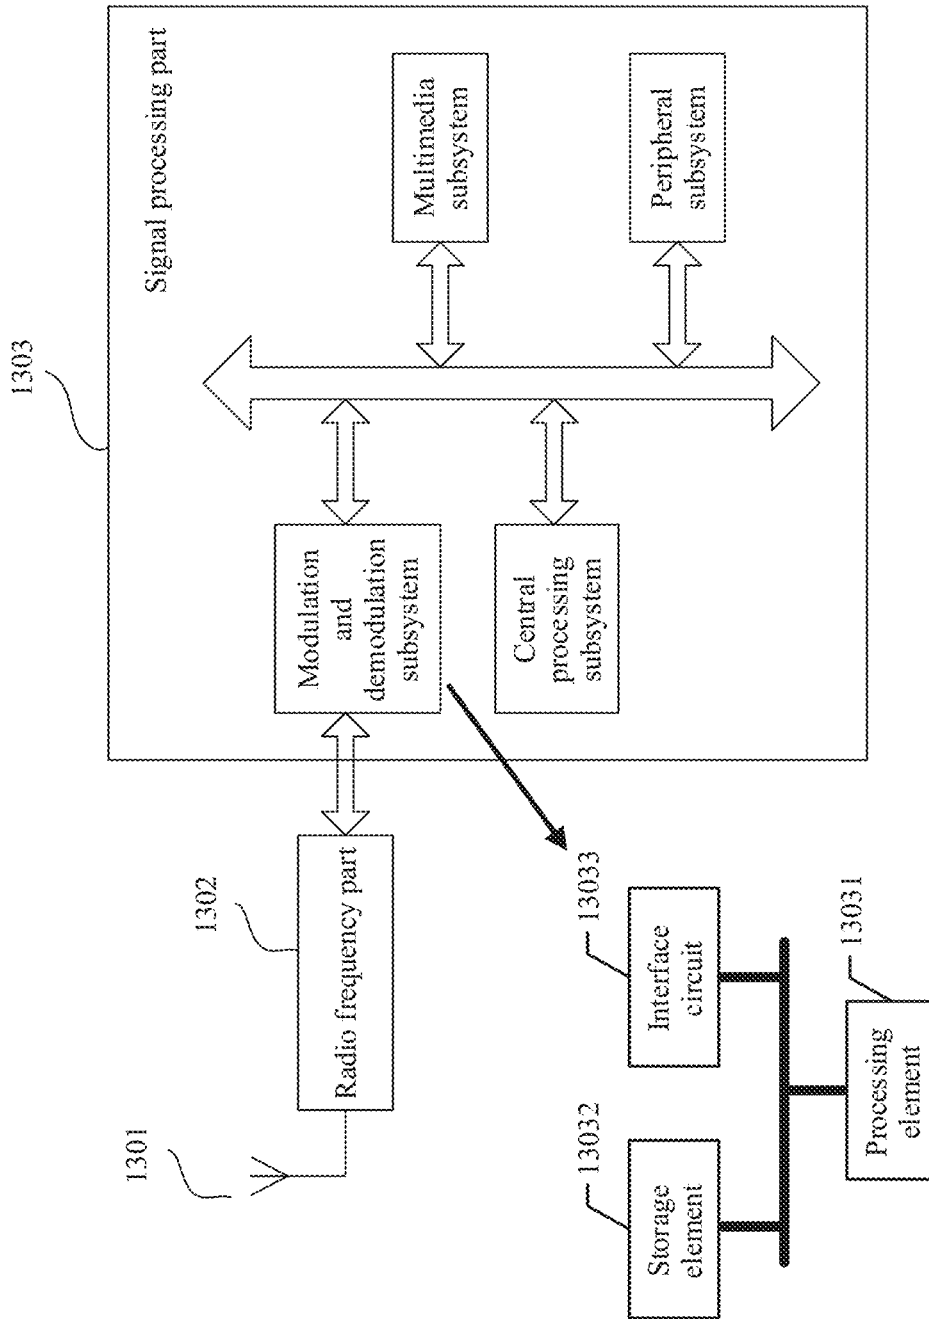 1303
Signal processing part
Multimedia
subsystem
Peripheral
subsystem
Modulation
and
demodulation
subsystem
Central
processing
subsystem
1302
Radio frequency part
1301
13033
Interface
circuit
13032
Storage
element
13031
Processing
element